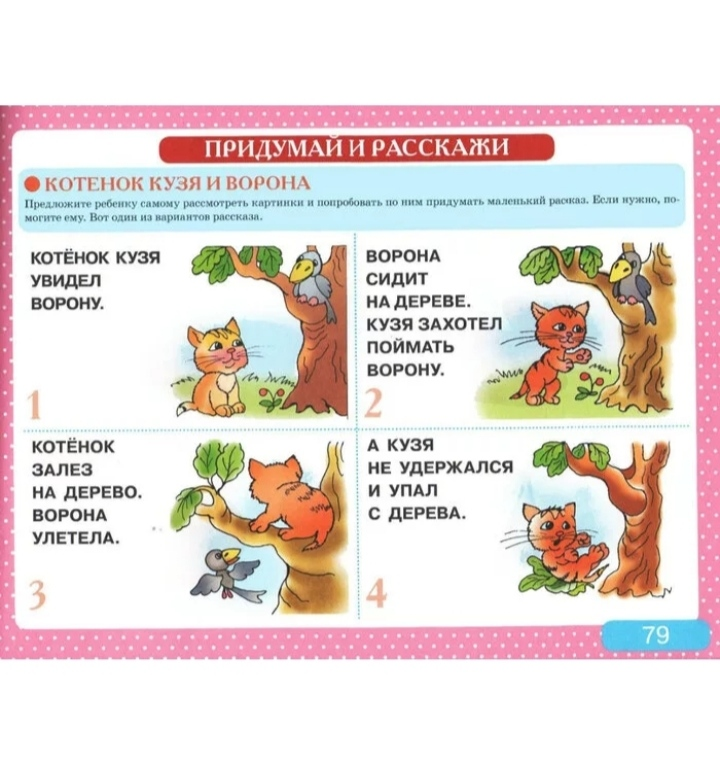 ПРИДУМАЙ И РАССКАЖИ
КОТЕНОК КУЗЯ И ВОРОНА
Предложите ребенку самому рассмотреть картинки и попробовать по ним придумать маленький рассказ. Если нужно, по-
могите ему. Вот один из вариантов рассказа.
КОТЁНОК КУЗЯ
УВИДЕЛ
ВОРОНУ.
1
ВОРОНА
СИДИТ
НА ДЕРЕВЕ.
КУЗЯ ЗАХОТЕЛ
ПОЙМАТЬ
ВОРОНУ.
2
КОТЁНОК
ЗАЛЕЗ
НА ДЕРЕВО.
ВОРОНА
УЛЕТЕЛА.
3
А КУЗЯ
НЕ УДЕРЖАЛСЯ
И УПАЛ
С ДЕРЕВА.
4
79